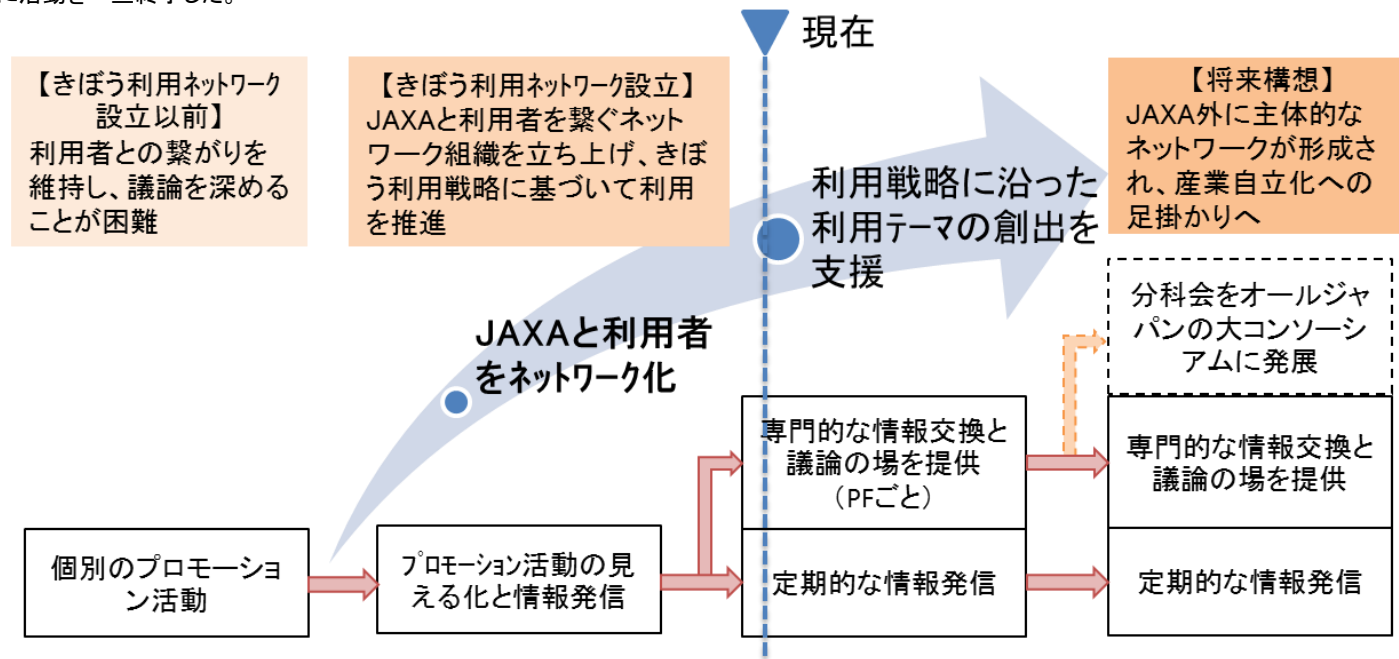 に活動を一旦終了した。
現在
【きぼう利用ネットワーク
設立以前】
利用者との繋がりを
維持し、議論を深める
ことが困難
【きぼう利用ネットワーク設立】
JAXAと利用者を繋ぐネット
ワーク組織を立ち上げ、きぼ
う利用戦略に基づいて利用
を推進
【将来構想】
JAXA外に主体的な
ネットワークが形成さ
れ、産業自立化への
足掛かりへ
利用戦略に沿った
利用テーマの創出を
支援
JAXAと利用者
をネットワーク化
分科会をオールジャ
パンの大コンソーシ
アムに発展
専門的な情報交換と
議論の場を提供
（PFごと）
専門的な情報交換と
議論の場を提供
個別のプロモーショ
ン活動
プロモーション活動の見
える化と情報発信
定期的な情報発信
定期的な情報発信